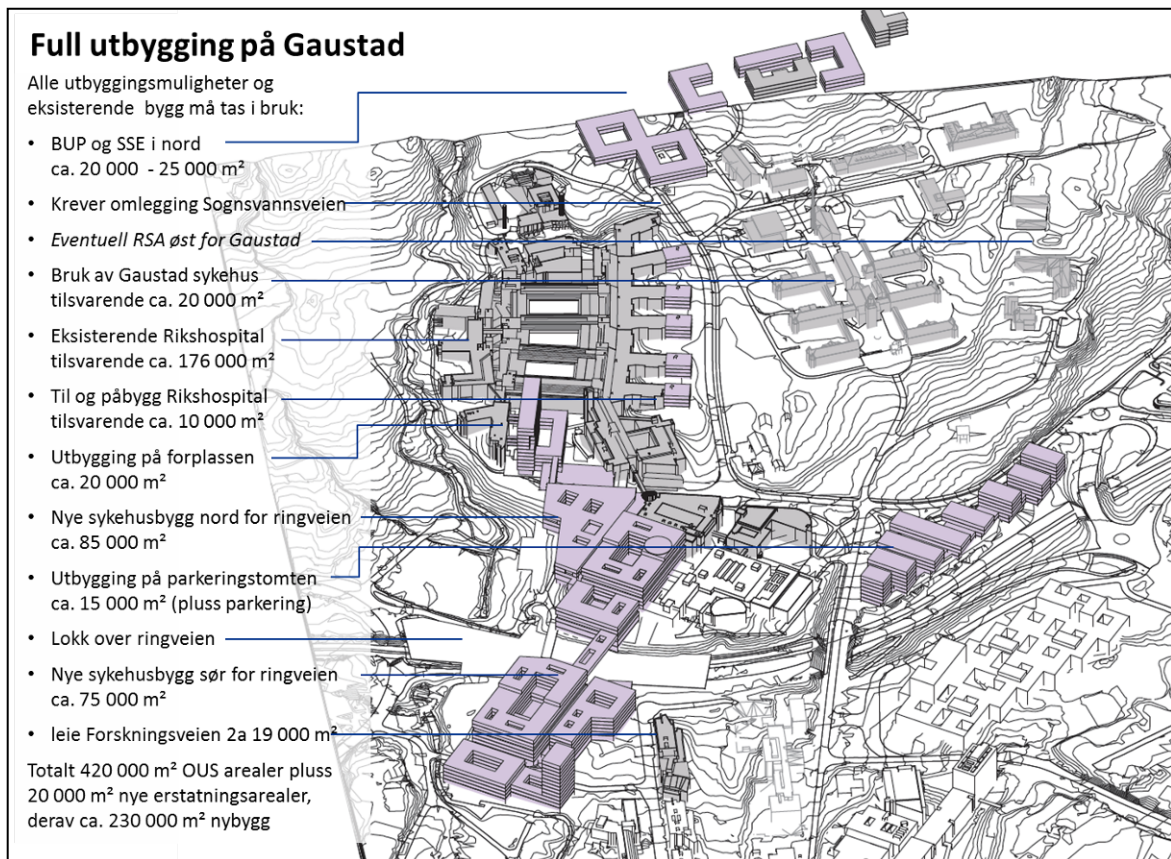 Full utbygging på Gaustad
Alle utbyggingsmuligheter og
eksisterende bygg må tas i bruk:
• BUP og SSE i nord
ca. 20 000 - 25 000 m²
• Krever omlegging Sognsvannsveien
• Eventuell RSA øst for Gaustad
• Bruk av Gaustad sykehus
tilsvarende ca. 20 000 m²
• Eksisterende Rikshospital
tilsvarende ca. 176 000 m²
• Til og påbygg Rikshospital
tilsvarende ca. 10 000 m²
• Utbygging på forplassen
ca. 20 000 m²
• Nye sykehusbygg nord for ringveien
ca. 85 000 m²
• Utbygging på parkeringstomten
ca. 15 000 m² (pluss parkering)
• Lokk over ringveien
• Nye sykehusbygg sør for ringveien
ca. 75 000 m²
• leie Forskningsveien 2a 19 000 m²
Totalt 420 000 m² OUS arealer pluss
20 000 m² nye erstatningsarealer,
derav ca. 230 000 m² nybygg